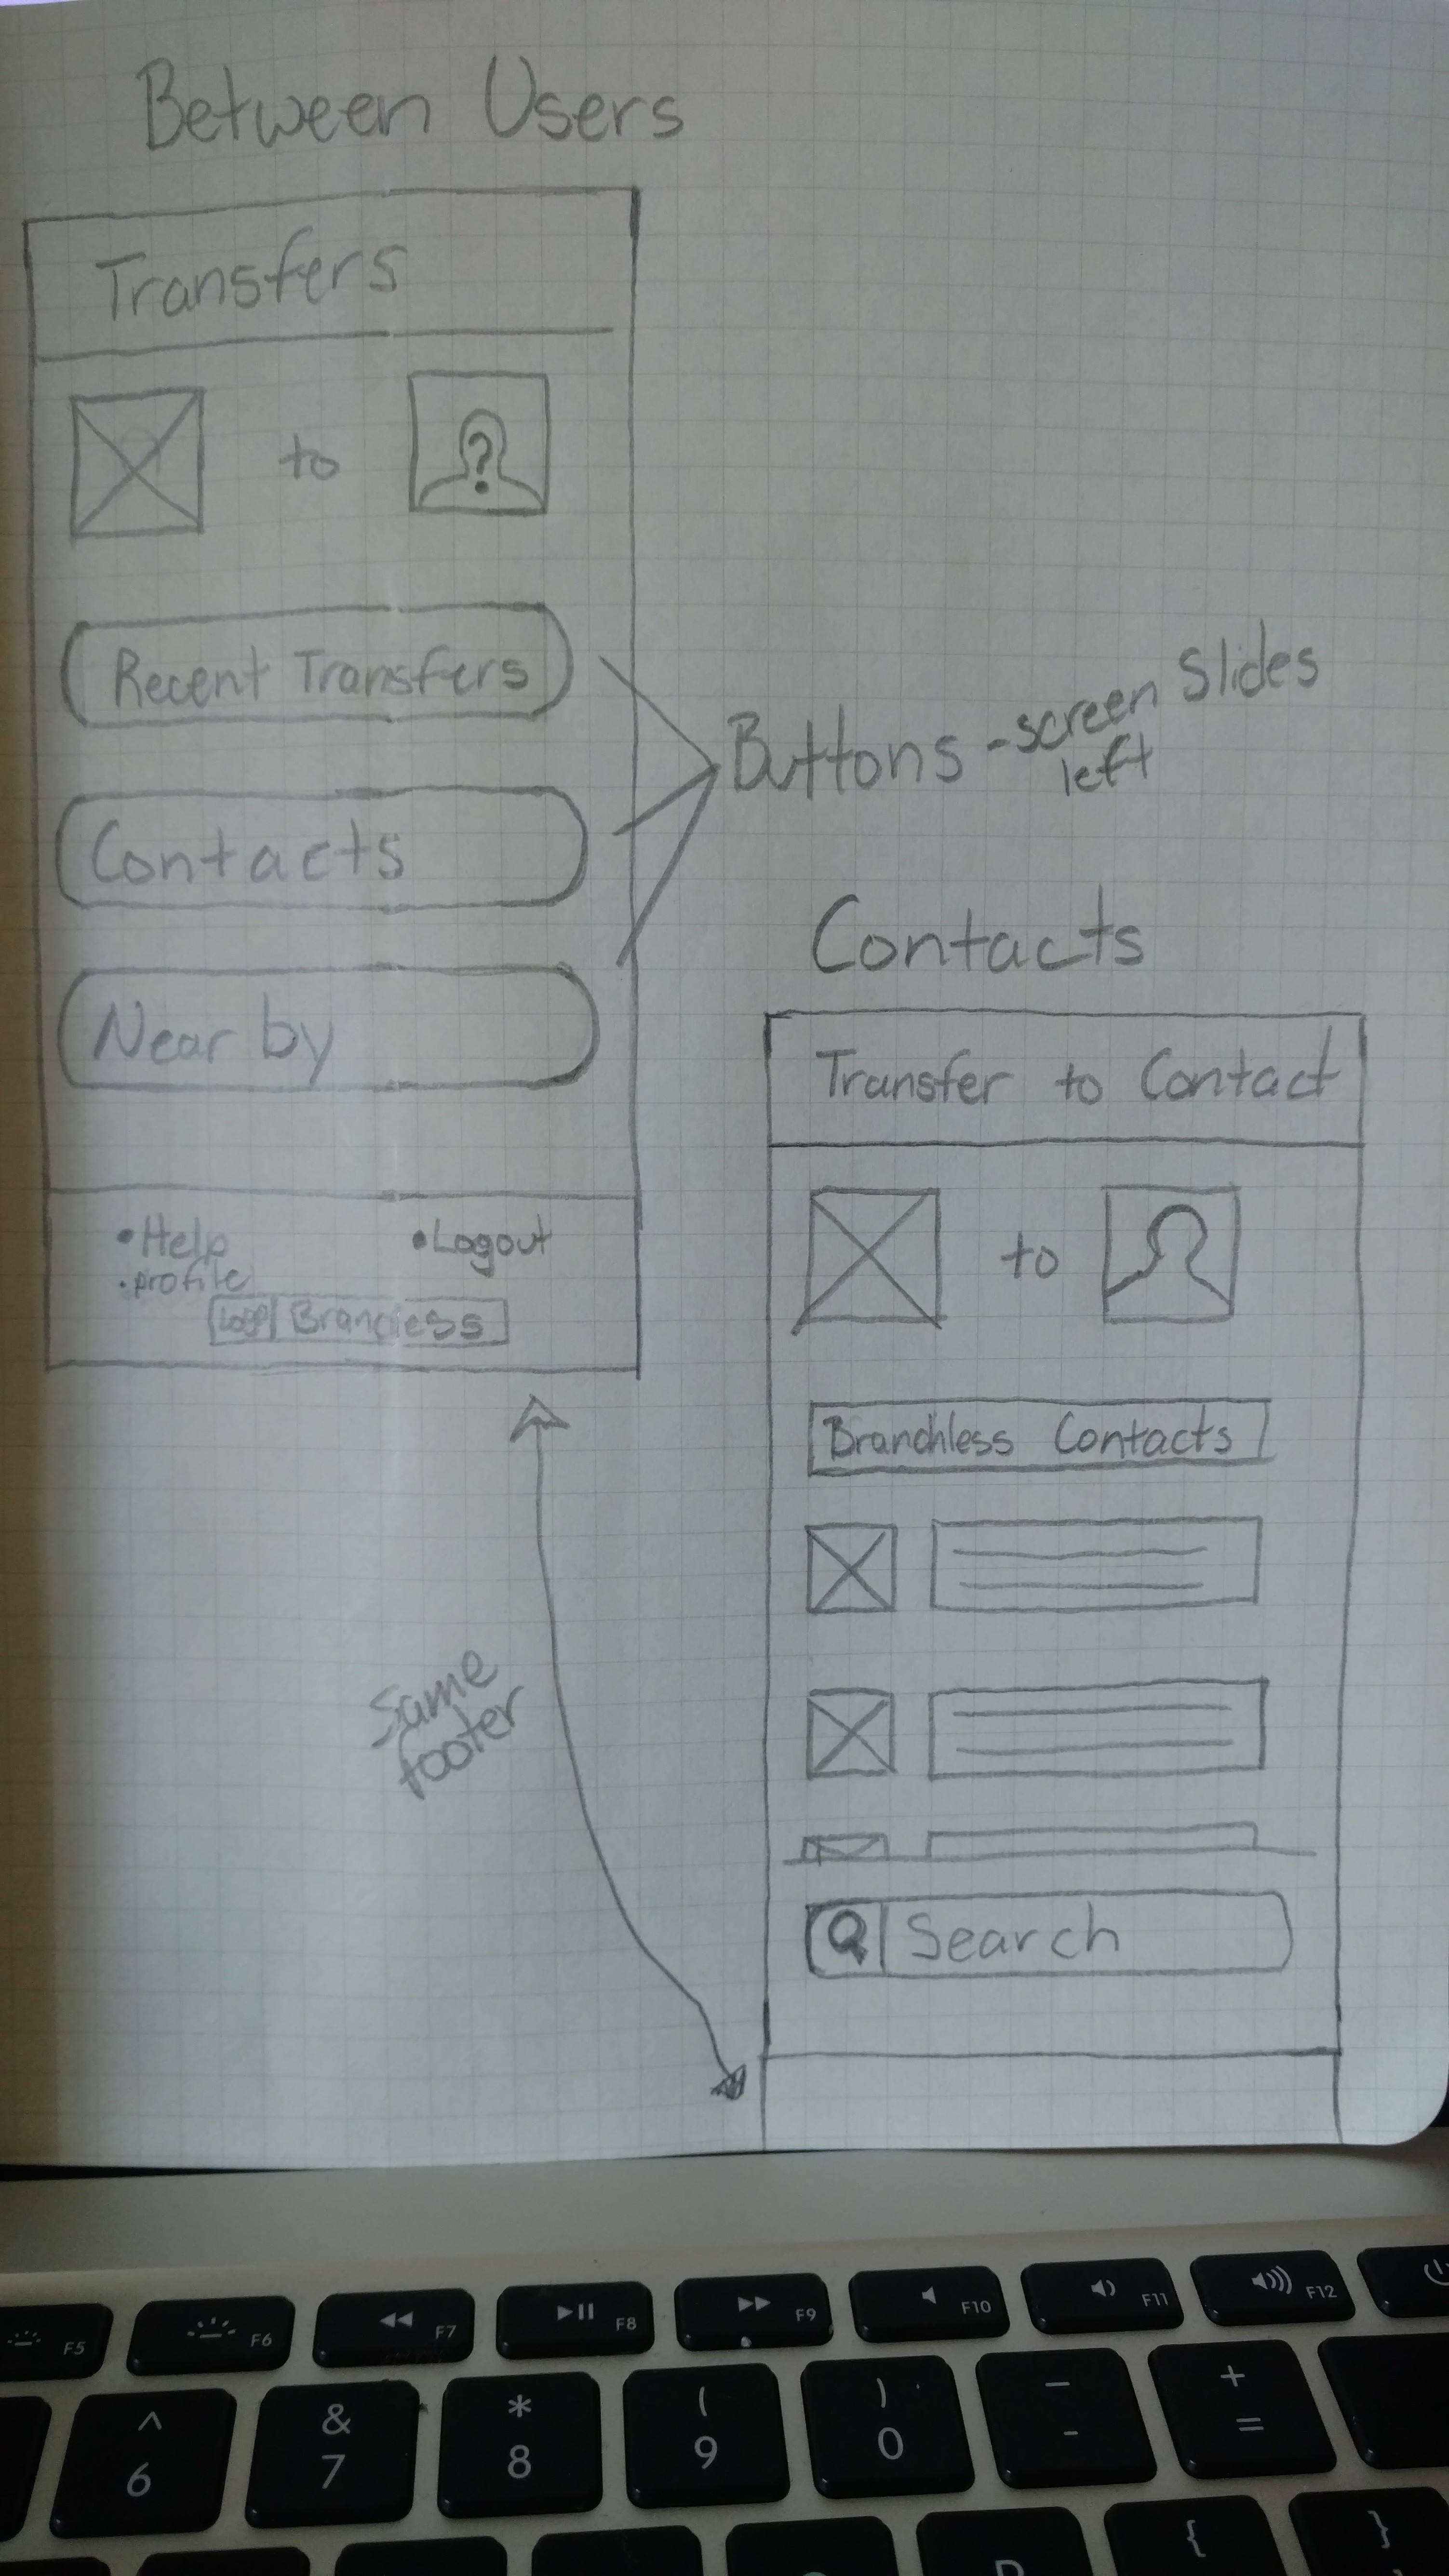 Between Users
Transfers
to
?
Recent Transfers
Contacts
Near by
Buttons - screen Slides
left
• Help
• Logout
• profile
Logo
Contacts
Transfer to Contact
to
Branchless Contacts
Search
Same
footer
F5
F6
F7
F8
F9
F10
F11
F12
^
6
&
7
*
8
(
9
)
0
—
-
+
=
{
}